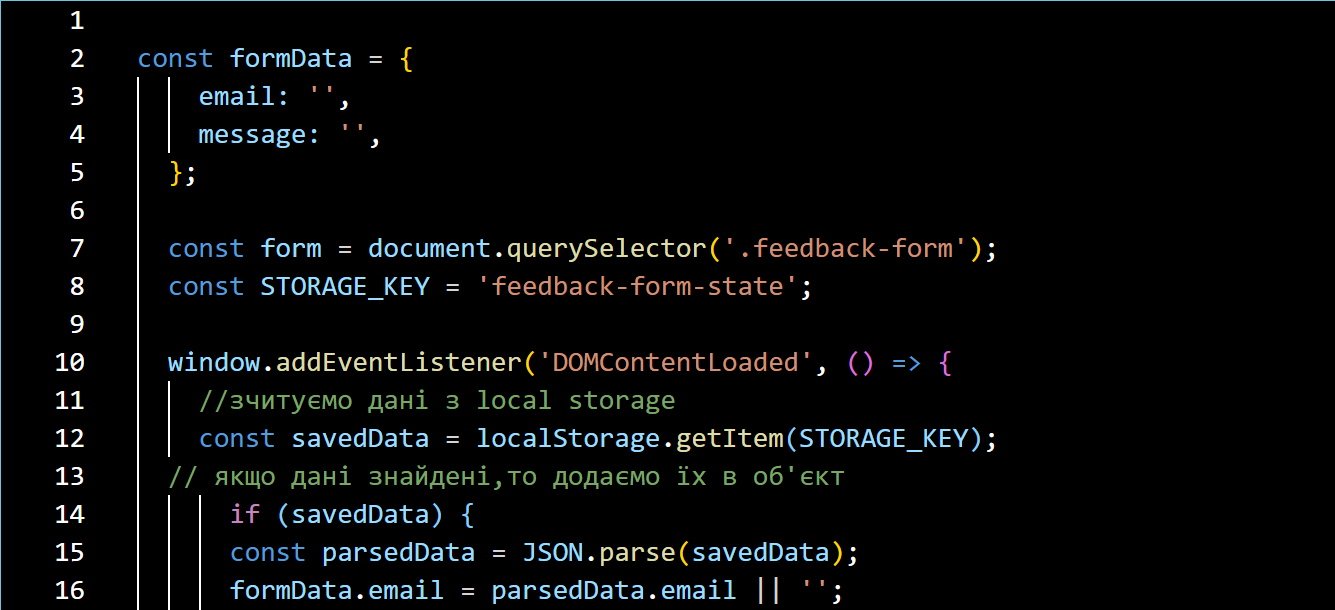 1
2 const formData = {
3 email: '',
4 message: '',
5 };
6
7 const form = document.querySelector('.feedback-form');
8 const STORAGE_KEY = 'feedback-form-state';
9
10 window.addEventListener('DOMContentLoaded', () => {
11 //зчитуємо дані з local storage
12 const savedData = localStorage.getItem(STORAGE_KEY);
13 // якщо дані знайдені,то додаємо їх в об'єкт
14 if (savedData) {
15 const parsedData = JSON.parse(savedData);
16 formData.email = parsedData.email || '';